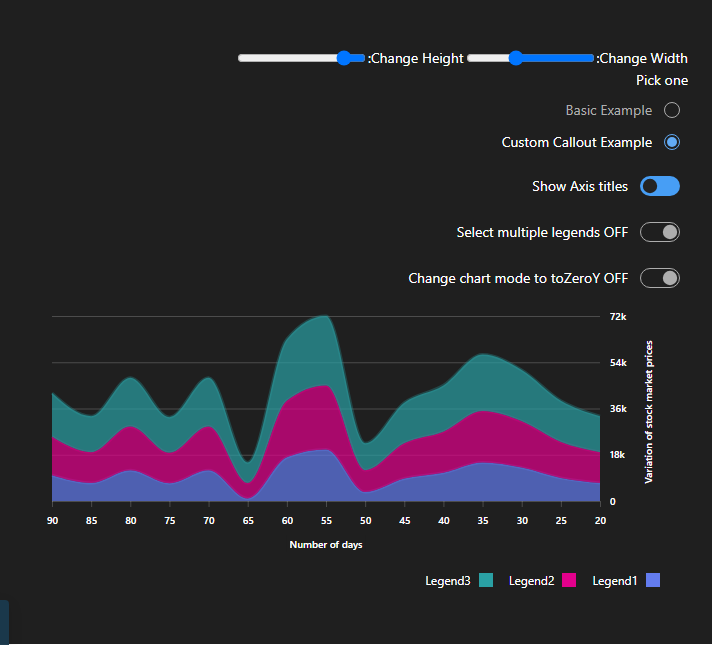 :Change Height :Change Width
Pick one
Basic Example
Custom Callout Example
Show Axis titles
Select multiple legends OFF
Change chart mode to toZeroY OFF
72k
54k
36k
18k
0
Variation of stock market prices
90 85 80 75 70 65 60 55 50 45 40 35 30 25 20
Number of days
Legend3 Legend2 Legend1